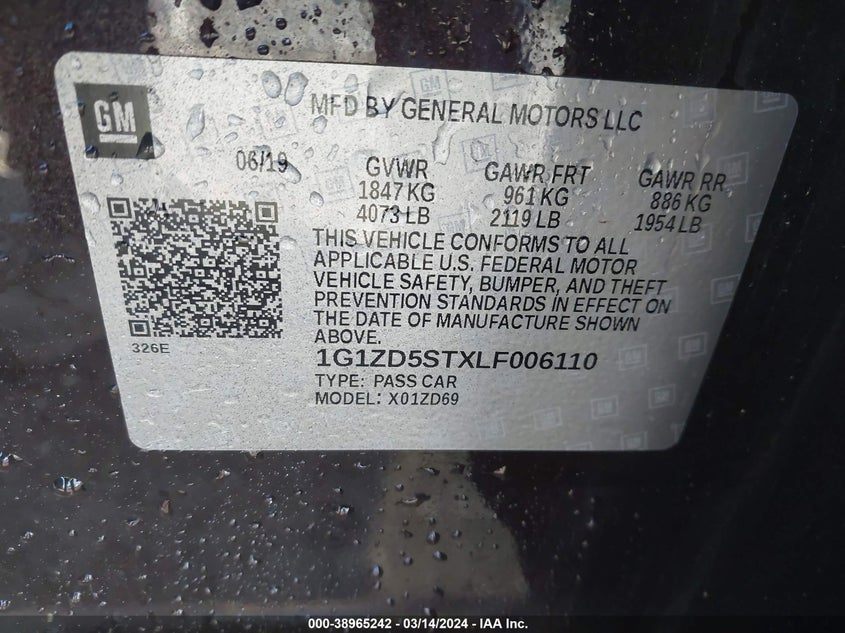 GM
MFD BY GENERAL MOTORS LLC
06/19 GVWR GAWR FRT GAWR RR
1847 KG 961 KG 886 KG
4073 LB 2119 LB 1954 LB
THIS VEHICLE CONFORMS TO ALL
APPLICABLE U.S. FEDERAL MOTOR
VEHICLE SAFETY, BUMPER, AND THEFT
PREVENTION STANDARDS IN EFFECT ON
THE DATE OF MANUFACTURE SHOWN
ABOVE.
326E
1G1ZD5STXLF006110
TYPE: PASS CAR
MODEL: X01ZD69
000-38965242 - 03/14/2024 - IAA Inc.